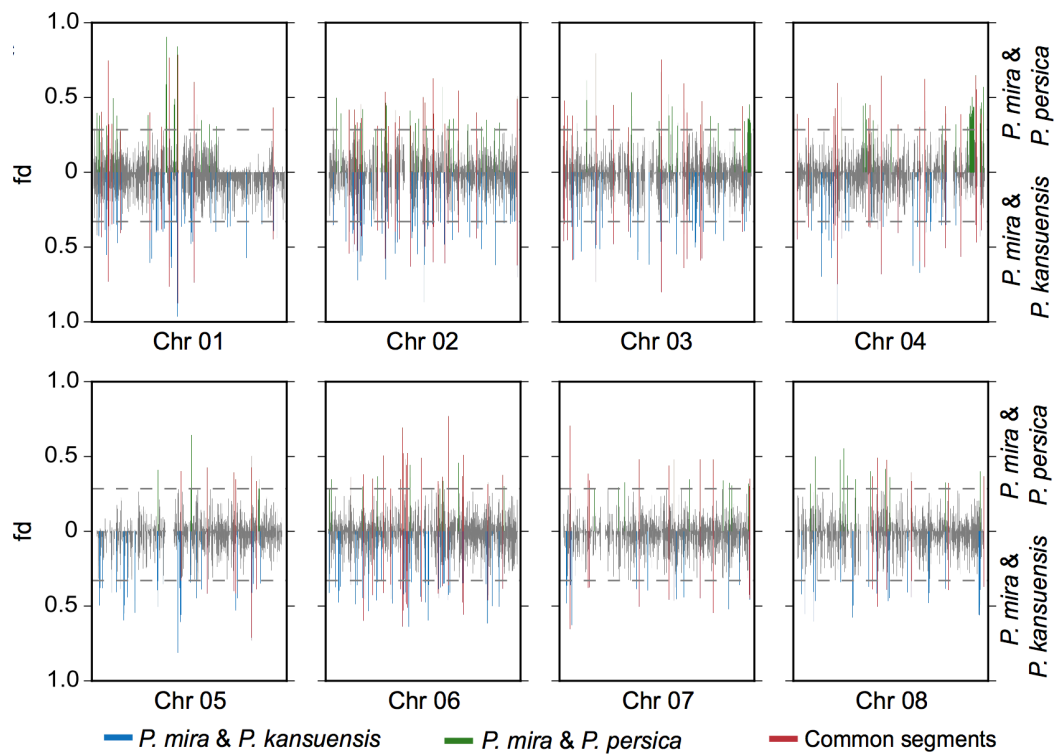 1.0
0.5
0
0.5
1.0
fd
P. mira &
P. persica
P. mira &
P. kansuensis
Chr 01
Chr 02
Chr 03
Chr 04
1.0
0.5
0
0.5
1.0
fd
P. mira &
P. persica
P. mira &
P. kansuensis
Chr 05
Chr 06
Chr 07
Chr 08
P. mira & P. kansuensis
P. mira & P. persica
Common segments